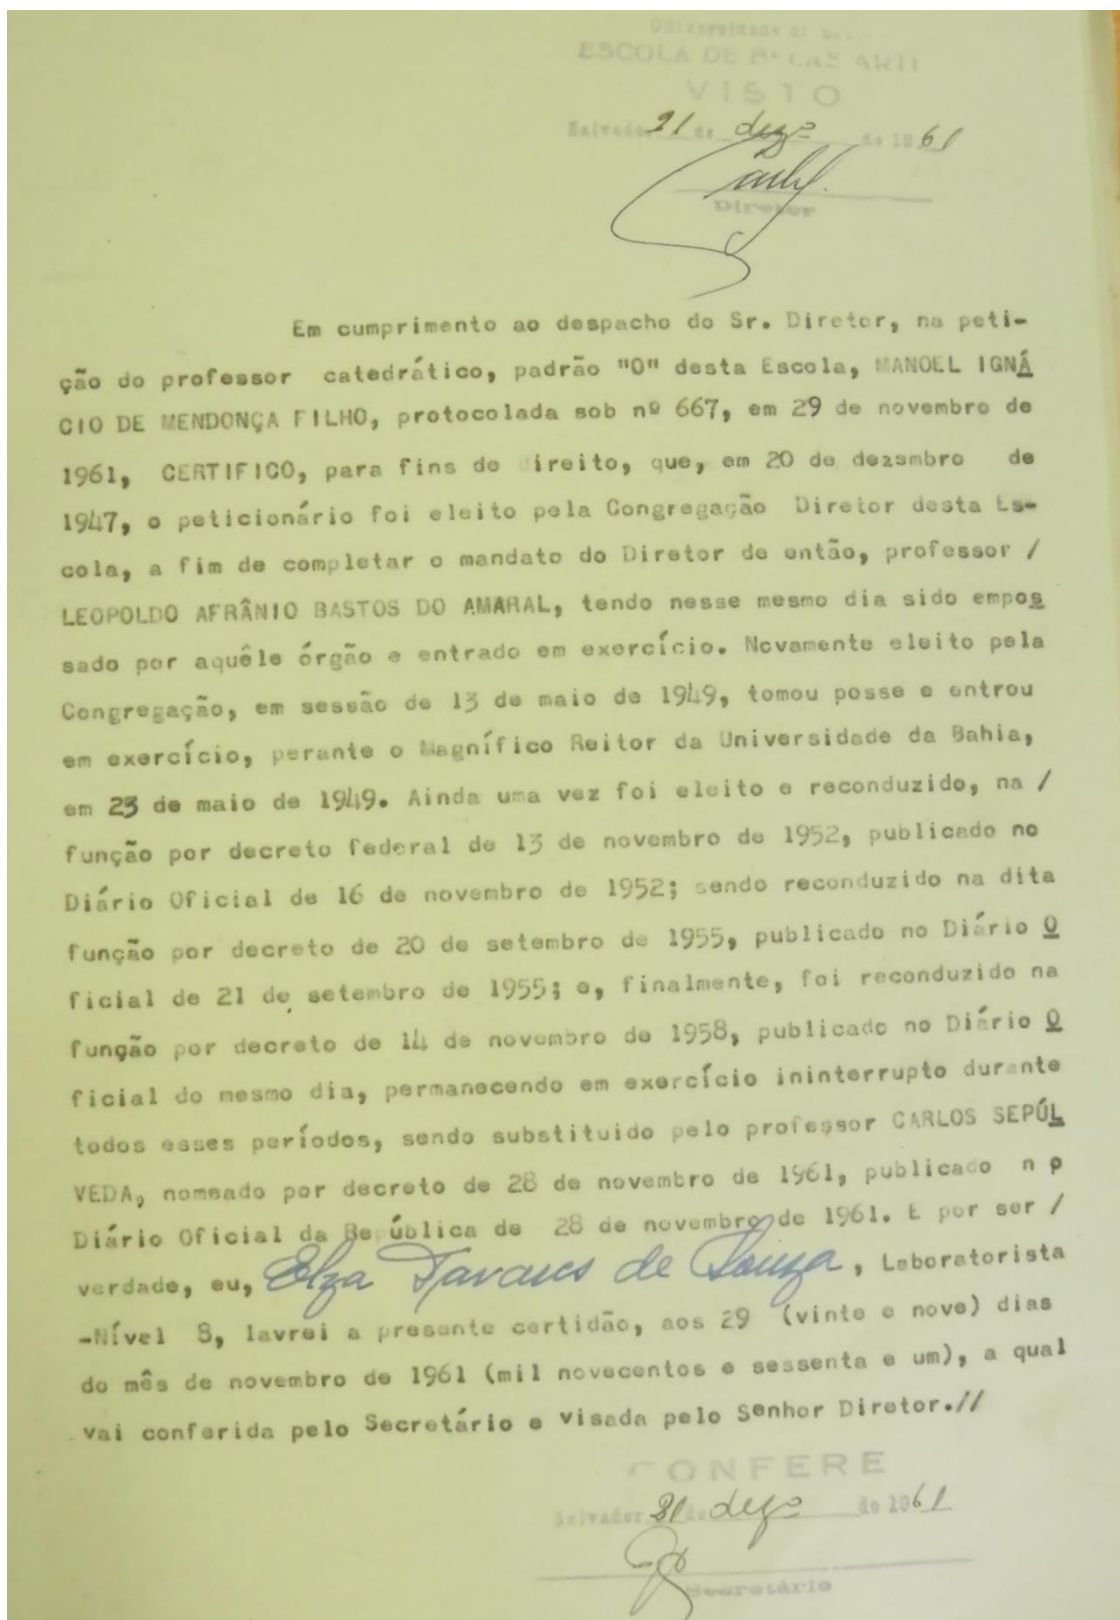 Universidade
ESCOLA DE BELAS ARTE
VISTO
Salvador 21 de dezº de 1961
Diretor
Em cumprimento ao despacho do Sr. Diretor, na peti-
ção do professor catedrático, padrão "O" desta Escola, MANOEL IGNÁ
CIO DE MENDONÇA FILHO, protocolada sob nº 667, em 29 de novembro de
1961, CERTIFICO, para fins de direito, que, em 20 de dezembro de
1947, o peticionário foi eleito pela Congregação Diretor desta Es-
cola, a fim de completar o mandato do Diretor de então, professor /
LEOPOLDO AFRÂNIO BASTOS DO AMARAL, tendo nesse mesmo dia sido empos
sado por aquêle órgão e entrado em exercício. Novamente eleito pela
Congregação, em sessão de 13 de maio de 1949, tomou posse e entrou
em exercício, perante o Magnífico Reitor da Universidade da Bahia,
em 23 de maio de 1949. Ainda uma vez foi eleito e reconduzido, na /
função por decreto federal de 13 de novembro de 1952, publicado no
Diário Oficial de 16 de novembro de 1952; sendo reconduzido na dita
função por decreto de 20 de setembro de 1955, publicado no Diário O
ficial de 21 de setembro de 1955; e, finalmente, foi reconduzido na
função por decreto de 14 de novembro de 1958, publicado no Diário O
ficial do mesmo dia, permanecendo em exercício ininterrupto durante
todos esses períodos, sendo substituido pelo professor CARLOS SEPÚL
VEDA, nomeado por decreto de 28 de novembro de 1961, publicado n o
Diário Oficial da República de 28 de novembro de 1961. E por ser /
verdade, eu, Elza Tavares de Souza, Laboratorista
-Nível 8, lavrei a presente certidão, aos 29 (vinte e nove) dias
do mês de novembro de 1961 (mil novecentos e sessenta e um), a qual
vai conferida pelo Secretário e visada pelo Senhor Diretor.//
CONFERE
Salvador, 21 de dezº de 1961
Secretário